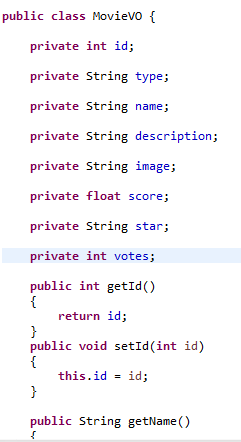 public class MovieVO {
private int id;
private String type;
private String name;
private String description;
private String image;
private float score;
private String star;
private int votes;
public int getId()
{
return id;
}
public void setId(int id)
{
this.id = id;
}
public String getName()
{